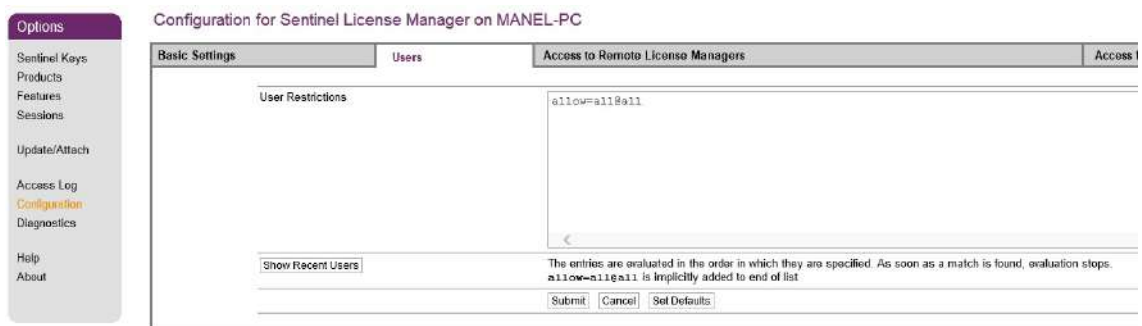 Options
Sentinel Keys
Products
Features
Sessions
Update/Attach
Access Log
Configuration
Diagnostics
Help
About
Configuration for Sentinel License Manager on MANEL-PC
Basic Settings
Users
Access to Remote License Managers
Access
User Restrictions
allow=all@all
Show Recent Users
The entries are evaluated in the order in which they are specified. As soon as a match is found, evaluation stops.
allow=all@all is implicitly added to end of list
Submit Cancel Set Defaults